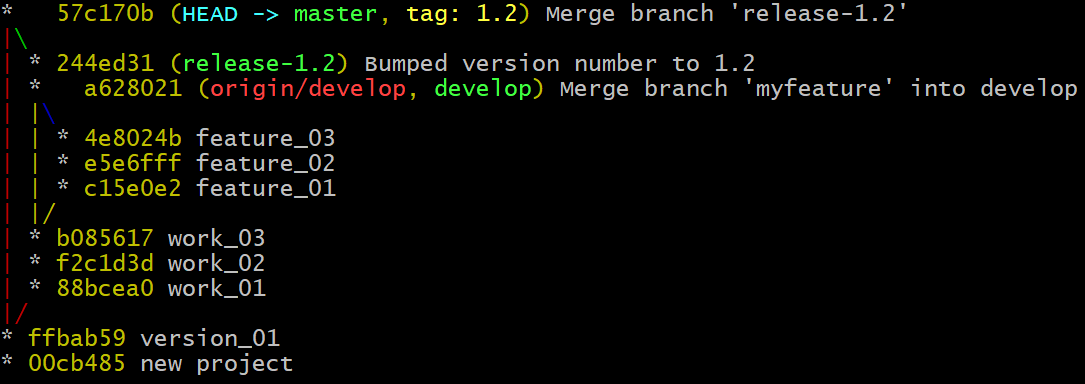 *   57c170b (HEAD -> master, tag: 1.2) Merge branch 'release-1.2'
|\
| * 244ed31 (release-1.2) Bumped version number to 1.2
| *   a628021 (origin/develop, develop) Merge branch 'myfeature' into develop
| |\
| | * 4e8024b feature_03
| | * e5e6fff feature_02
| | * c15e0e2 feature_01
| |/
| * b085617 work_03
| * f2c1d3d work_02
| * 88bcea0 work_01
|/
* ffbab59 version_01
* 00cb485 new project